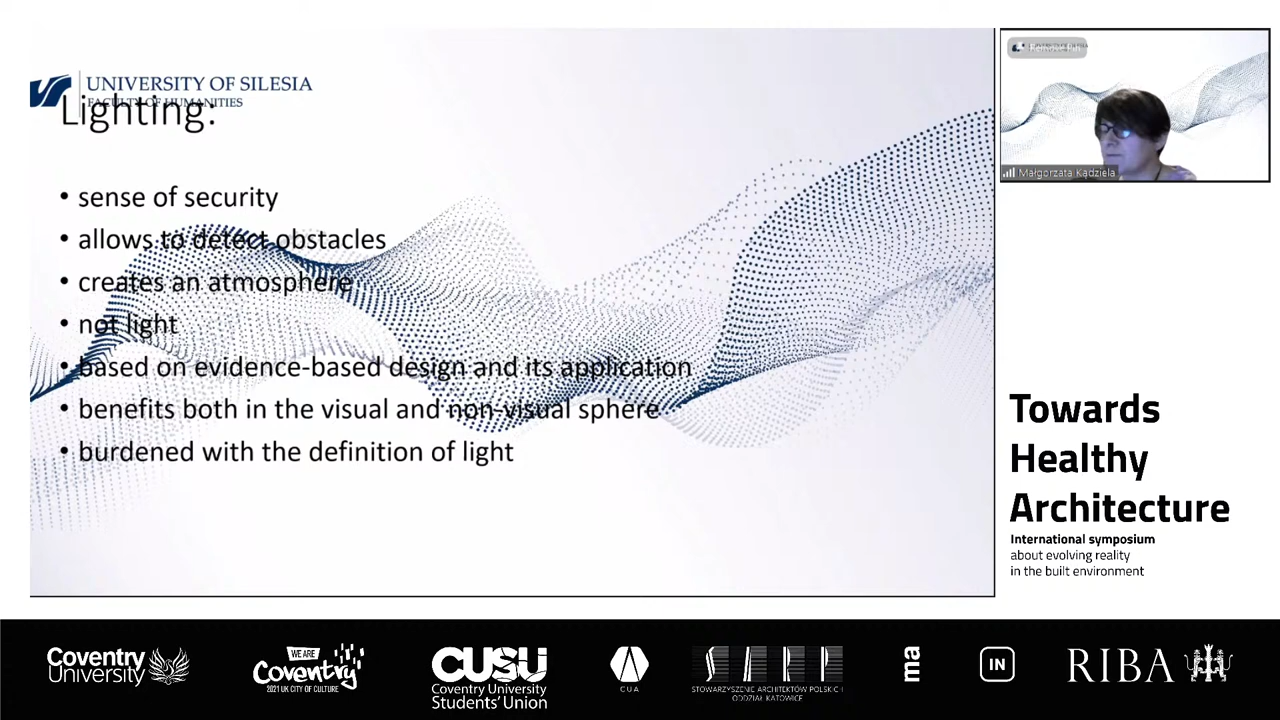 UNIVERSITY OF SILESIA
FACULTY OF HUMANITIES
Lighting:
• sense of security
• allows to detect obstacles
• creates an atmosphere
• not light
• based on evidence-based design and its application
• benefits both in the visual and non-visual sphere
• burdened with the definition of light
Małgorzata Kądziela
Towards
Healthy
Architecture
International symposium
about evolving reality
in the built environment
Coventry
University
WE ARE
Coventry
2021 UK CITY OF CULTURE
CUSU
Coventry University
Students' Union
CUA
SARP
STOWARZYSZENIE ARCHITEKTÓW POLSKICH
ODDZIAŁ KATOWICE
ma
IN
RIBA